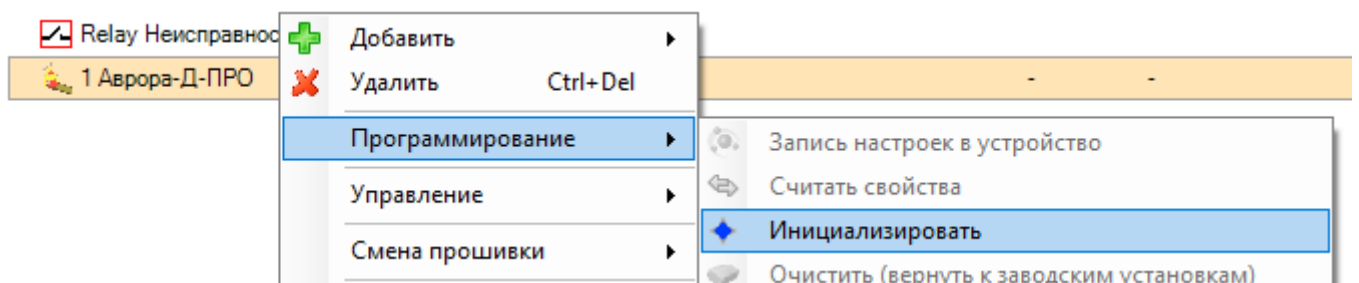 Relay Неисправнос
Добавить
1 Аврора-Д-ПРО
Удалить Ctrl+Del
- -
Программирование
Запись настроек в устройство
Считать свойства
Управление
Инициализировать
Смена прошивки
Очистить (вернуть к заводским установкам)